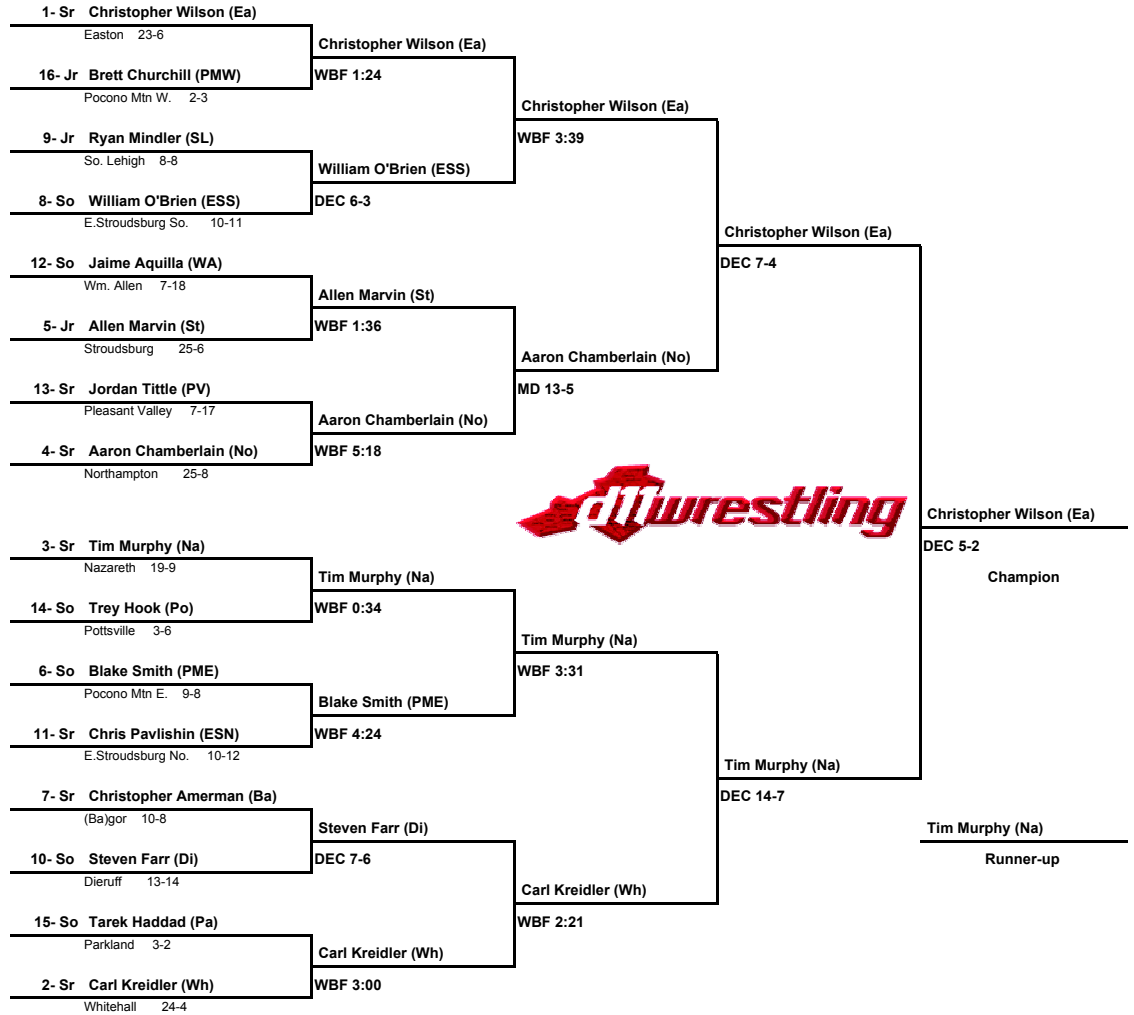 1- Sr Christopher Wilson (Ea)
Easton 23-6
Christopher Wilson (Ea)
16- Jr Brett Churchill (PMW)
WBF 1:24
Pocono Mtn W. 2-3
Christopher Wilson (Ea)
9- Jr Ryan Mindler (SL)
WBF 3:39
So. Lehigh 8-8
William O'Brien (ESS)
8- So William O'Brien (ESS)
DEC 6-3
E.Stroudsburg So. 10-11
Christopher Wilson (Ea)
12- So Jaime Aquilla (WA)
DEC 7-4
Wm. Allen 7-18
Allen Marvin (St)
5- Jr Allen Marvin (St)
WBF 1:36
Stroudsburg 25-6
Aaron Chamberlain (No)
13- Sr Jordan Tittle (PV)
MD 13-5
Pleasant Valley 7-17
Aaron Chamberlain (No)
4- Sr Aaron Chamberlain (No)
WBF 5:18
Northampton 25-8
d11wrestling
Christopher Wilson (Ea)
3- Sr Tim Murphy (Na)
DEC 5-2
Nazareth 19-9
Tim Murphy (Na)
Champion
14- So Trey Hook (Po)
WBF 0:34
Pottsville 3-6
Tim Murphy (Na)
6- So Blake Smith (PME)
WBF 3:31
Pocono Mtn E. 9-8
Blake Smith (PME)
11- Sr Chris Pavlishin (ESN)
WBF 4:24
E.Stroudsburg No. 10-12
Tim Murphy (Na)
7- Sr Christopher Amerman (Ba)
DEC 14-7
(Ba)gor 10-8
Steven Farr (Di)
Tim Murphy (Na)
10- So Steven Farr (Di)
DEC 7-6
Runner-up
Dieruff 13-14
Carl Kreidler (Wh)
15- So Tarek Haddad (Pa)
WBF 2:21
Parkland 3-2
Carl Kreidler (Wh)
2- Sr Carl Kreidler (Wh)
WBF 3:00
Whitehall 24-4